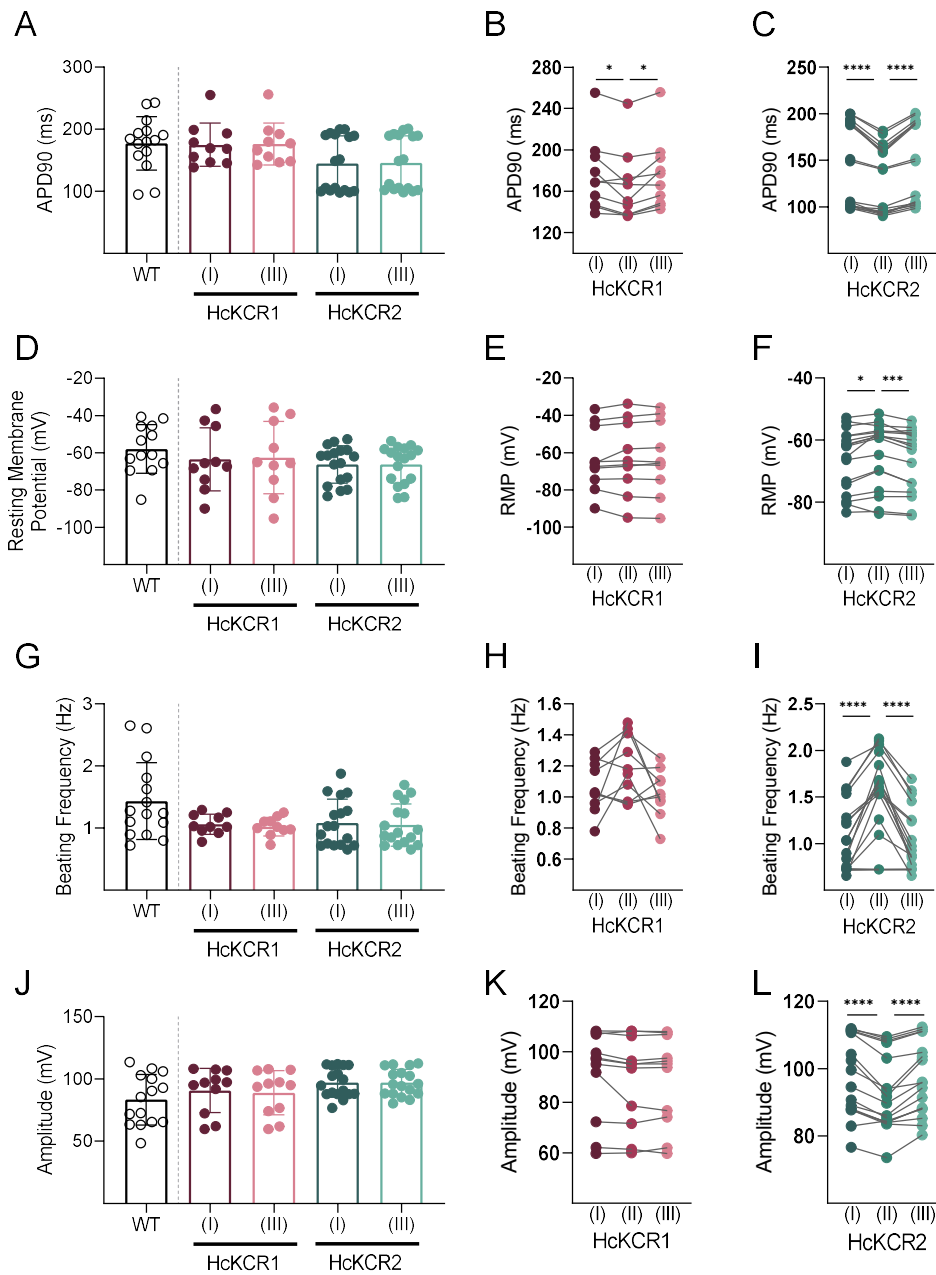 A
APD90 (ms)
300
200
100
WT
(I)
(III)
(I)
(III)
HcKCR1
HcKCR2
B
APD90 (ms)
280
240
200
160
120
* *
(I) (II) (III)
HcKCR1
C
APD90 (ms)
250
200
150
100
**** ****
(I) (II) (III)
HcKCR2
D
Resting Membrane
Potential (mV)
-20
-40
-60
-80
-100
WT
(I)
(III)
(I)
(III)
HcKCR1
HcKCR2
E
RMP (mV)
-20
-40
-60
-80
-100
(I) (II) (III)
HcKCR1
F
RMP (mV)
-40
-60
-80
* ***
(I) (II) (III)
HcKCR2
G
Beating Frequency (Hz)
3
2
1
WT
(I)
(III)
(I)
(III)
HcKCR1
HcKCR2
H
Beating Frequency (Hz)
1.6
1.4
1.2
1.0
0.8
0.6
(I) (II) (III)
HcKCR1
I
Beating Frequency (Hz)
2.5
2.0
1.5
1.0
**** ****
(I) (II) (III)
HcKCR2
J
Amplitude (mV)
150
100
50
WT
(I)
(III)
(I)
(III)
HcKCR1
HcKCR2
K
Amplitude (mV)
120
100
80
60
(I) (II) (III)
HcKCR1
L
Amplitude (mV)
120
100
80
**** ****
(I) (II) (III)
HcKCR2